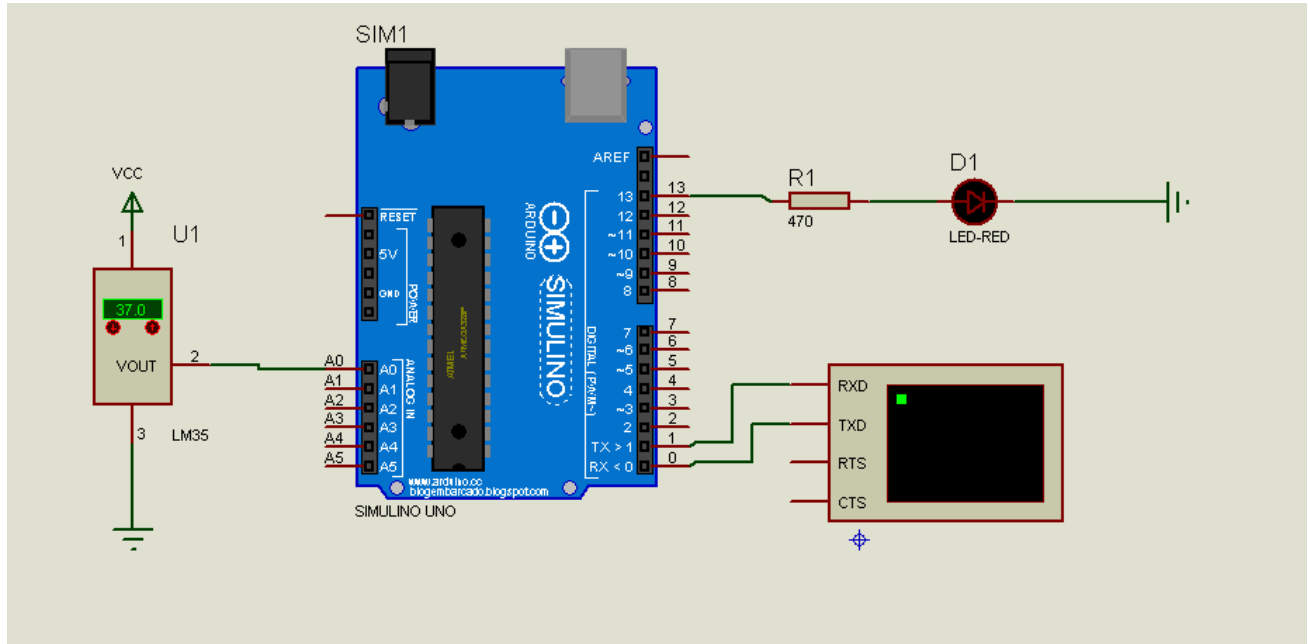 SIM1
VCC
1
U1
37.0
VOUT
2
3
LM35
RESET
5V
GND
POWER
A0
A1
A2
A3
A4
A5
A0
A1
A2
A3
A4
A5
ANALOG IN
ATMEL
ARDUINO
SIMULINO
www.arduino.cc
blogembarcado.blogspot.com
SIMULINO UNO
AREF
13
12
~11
~10
~9
8
7
~6
~5
4
~3
2
TX > 1
RX < 0
DIGITAL (PWM~)
13
12
11
10
9
8
7
6
5
4
3
2
1
0
R1
470
D1
LED-RED
RXD
TXD
RTS
CTS